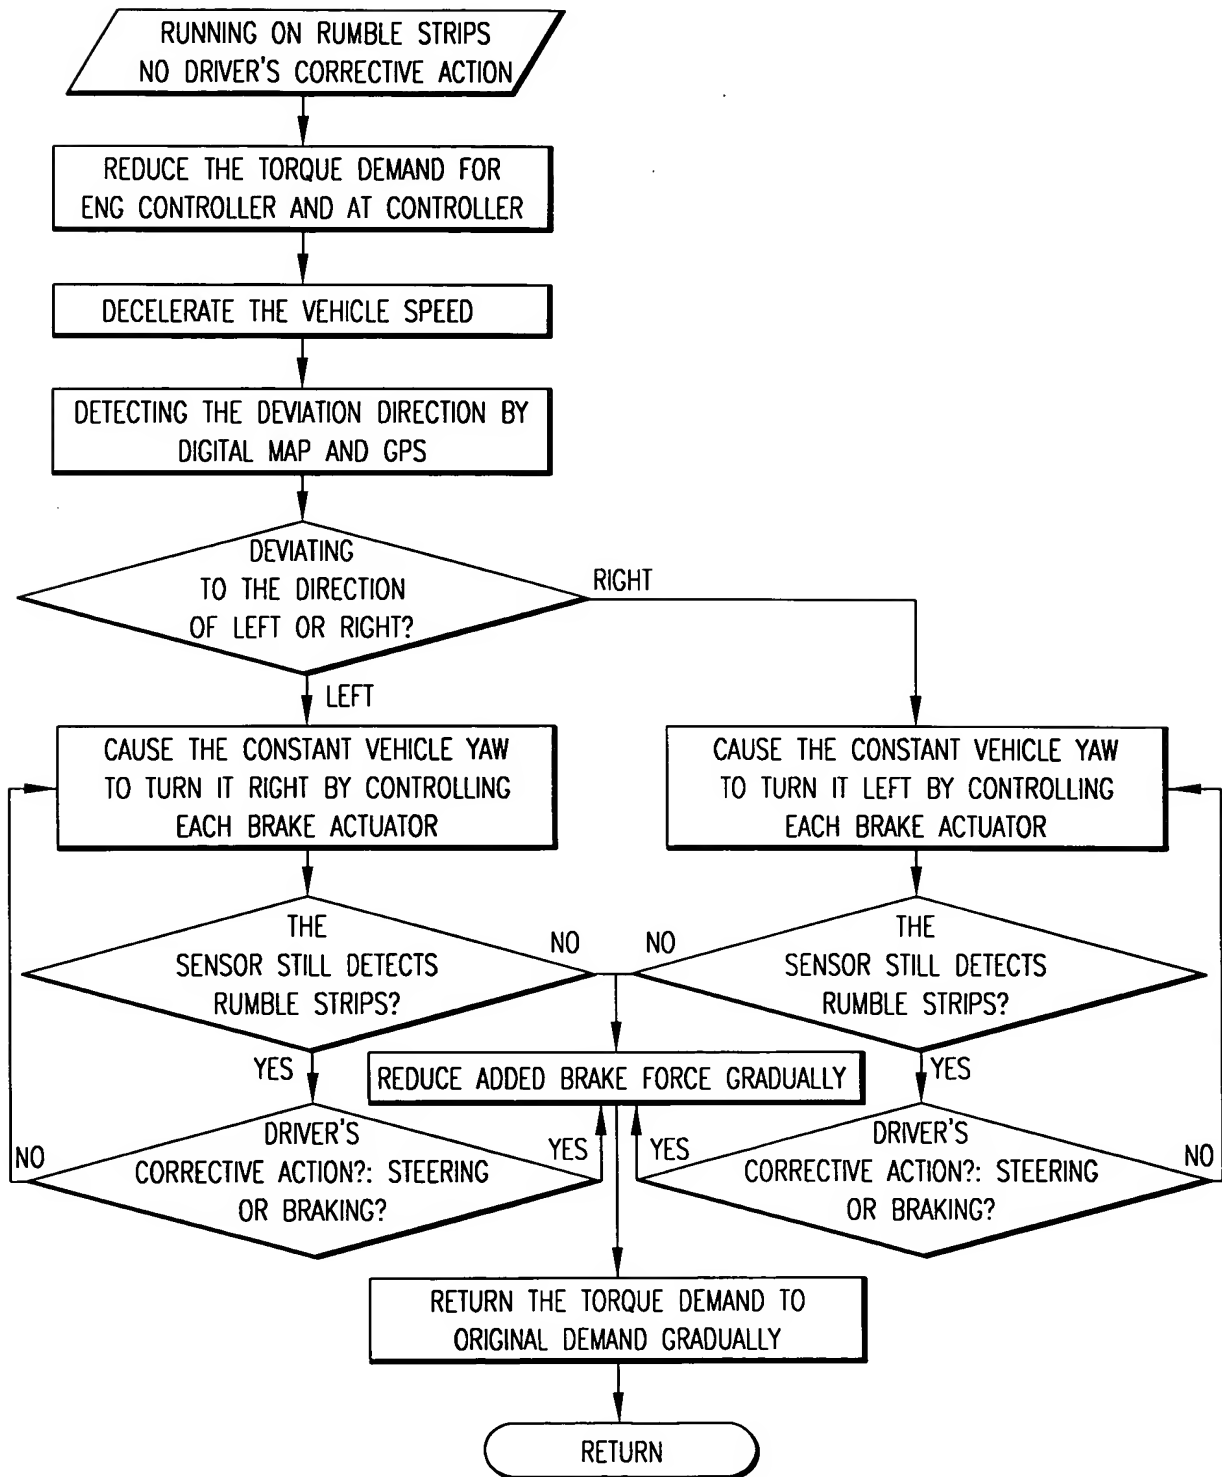 RUNNING ON RUMBLE STRIPS
NO DRIVER'S CORRECTIVE ACTION
REDUCE THE TORQUE DEMAND FOR
ENG CONTROLLER AND AT CONTROLLER
DECELERATE THE VEHICLE SPEED
DETECTING THE DEVIATION DIRECTION BY
DIGITAL MAP AND GPS
DEVIATING
TO THE DIRECTION
OF LEFT OR RIGHT?
RIGHT
LEFT
CAUSE THE CONSTANT VEHICLE YAW
TO TURN IT RIGHT BY CONTROLLING
EACH BRAKE ACTUATOR
CAUSE THE CONSTANT VEHICLE YAW
TO TURN IT LEFT BY CONTROLLING
EACH BRAKE ACTUATOR
THE
SENSOR STILL DETECTS
RUMBLE STRIPS?
NO
NO
THE
SENSOR STILL DETECTS
RUMBLE STRIPS?
YES
REDUCE ADDED BRAKE FORCE GRADUALLY
YES
NO
DRIVER'S
CORRECTIVE ACTION?: STEERING
OR BRAKING?
YES
YES
DRIVER'S
CORRECTIVE ACTION?: STEERING
OR BRAKING?
NO
RETURN THE TORQUE DEMAND TO
ORIGINAL DEMAND GRADUALLY
RETURN